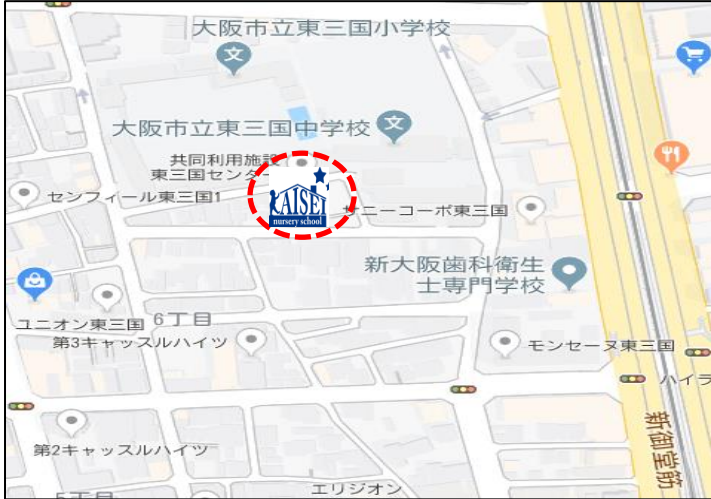 大阪市立東三国小学校
文
大阪市立東三国中学校
文
共同利用施設
東三国センター
KAISEI
nursery school
センフィール東三国1
サニーコーポ東三国
新大阪歯科衛生
士専門学校
ユニオン東三国
6丁目
第3キャッスルハイツ
モンセーヌ東三国
ハイラ
第2キャッスルハイツ
新御堂筋
エリジオン
5丁目